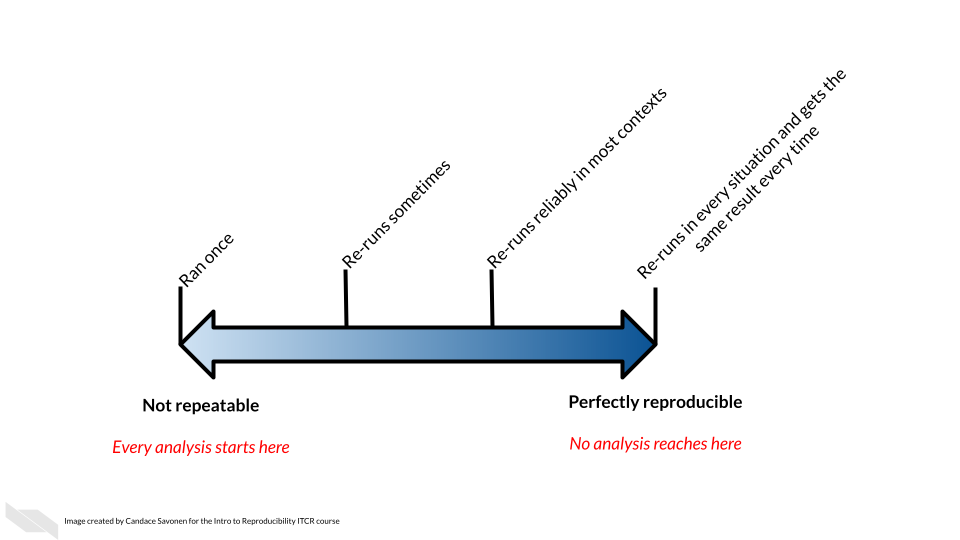 Ran once
Re-runs sometimes
Re-runs reliably in most contexts
Re-runs in every situation and gets the
same result every time
Not repeatable
Perfectly reproducible
Every analysis starts here
No analysis reaches here
Image created by Candace Savonen for the Intro to Reproducibility ITCR course